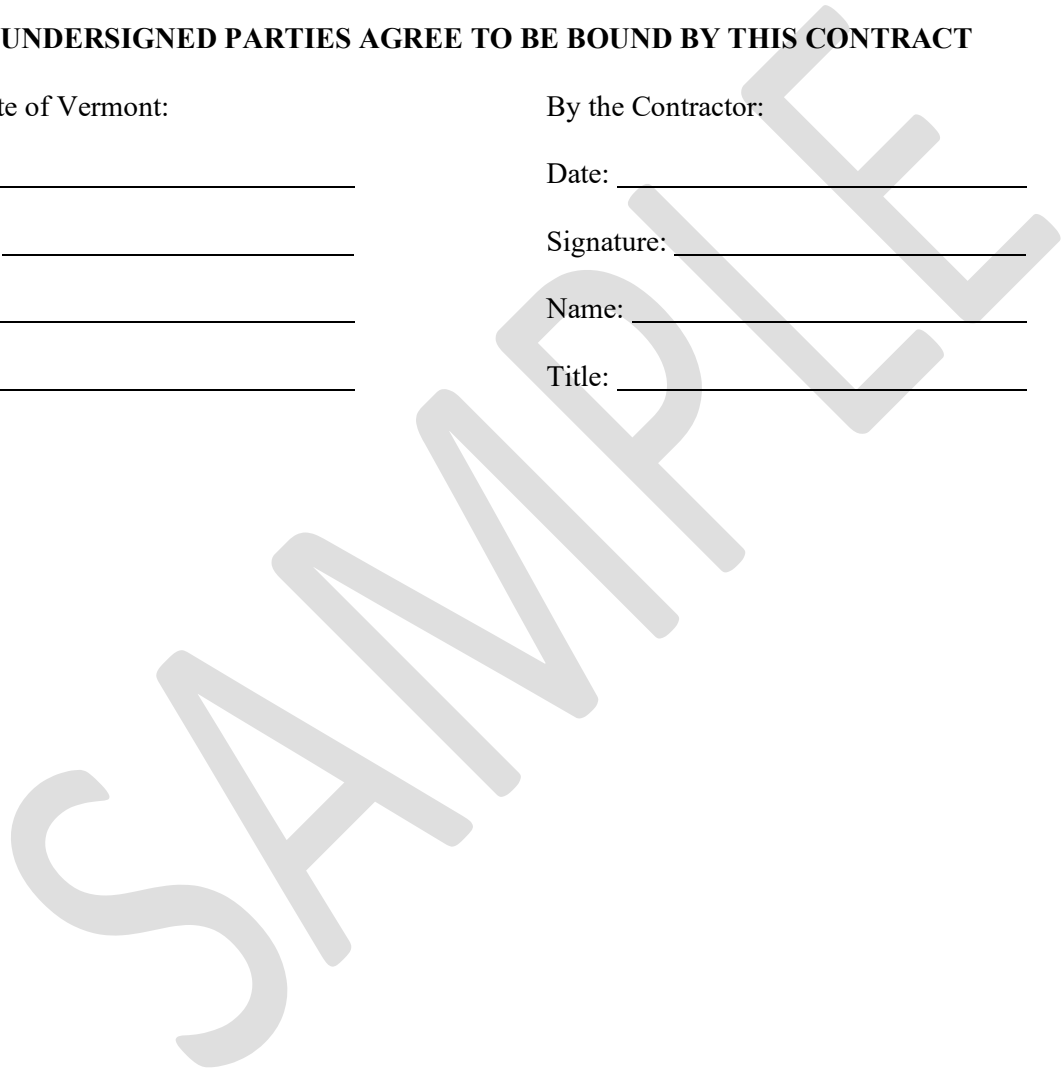 UNDERSIGNED PARTIES AGREE TO BE BOUND BY THIS CONTRACT
te of Vermont:
By the Contractor:
Date:
Signature:
Name:
Title:
SAMPLE